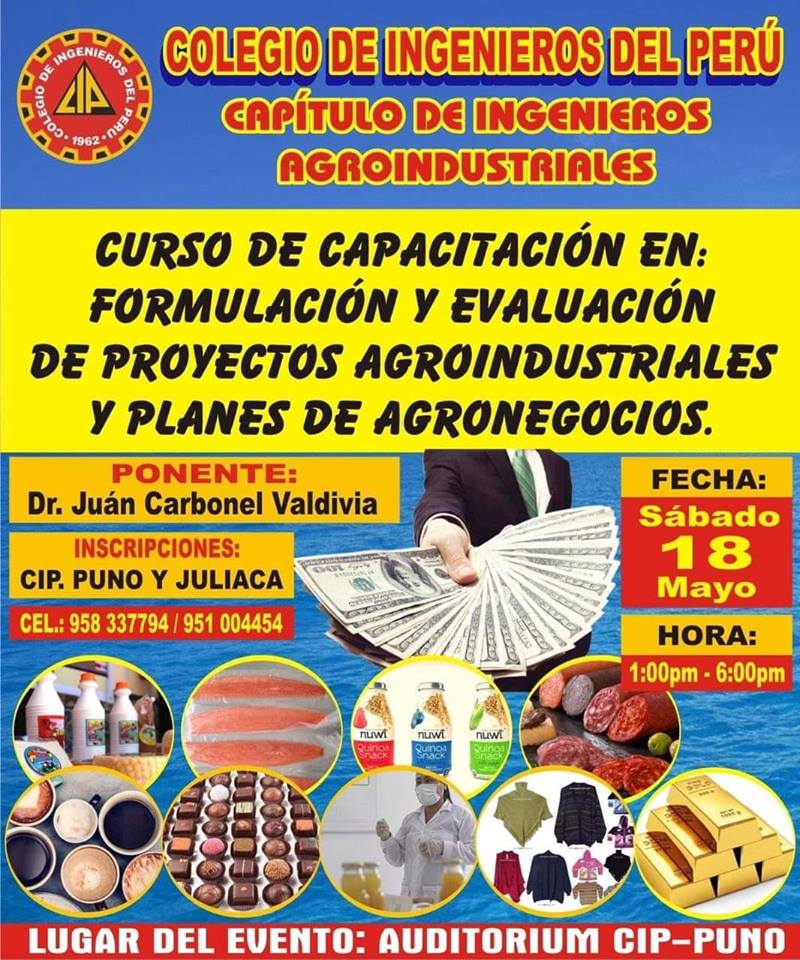 COLEGIO DE INGENIEROS DEL PERU
CIP
1962
COLEGIO DE INGENIEROS DEL PERÚ
CAPÍTULO DE INGENIEROS
AGROINDUSTRIALES
CURSO DE CAPACITACIÓN EN:
FORMULACIÓN Y EVALUACIÓN
DE PROYECTOS AGROINDUSTRIALES
Y PLANES DE AGRONEGOCIOS.
PONENTE:
Dr. Juán Carbonel Valdivia
INSCRIPCIONES:
CIP. PUNO Y JULIACA
CEL.: 958 337794 / 951 004454
FECHA:
Sábado
18
Mayo
HORA:
1:00pm - 6:00pm
100
nuwi
Quinoa
Snack
nuwi
Quinoa
Snack
nuwi
Quinoa
Snack
LUGAR DEL EVENTO: AUDITORIUM CIP-PUNO